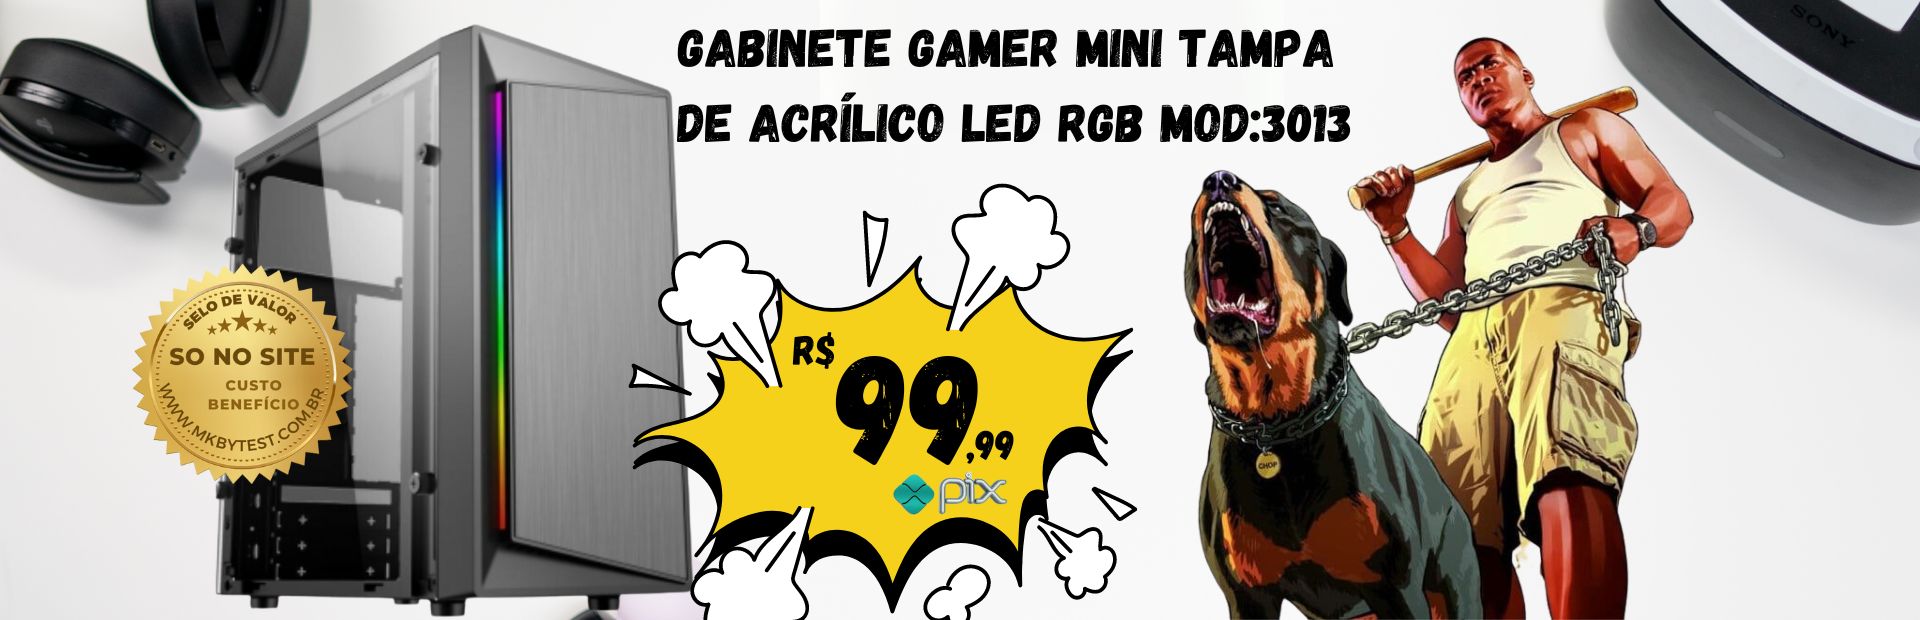 GABINETE GAMER MINI TAMPA
DE ACRÍLICO LED RGB MOD:3013
SONY
SELO DE VALOR
SO NO SITE
CUSTO
BENEFÍCIO
WWW.MKBYTEST.COM.BR
R$ 99,99
pix
CHOP